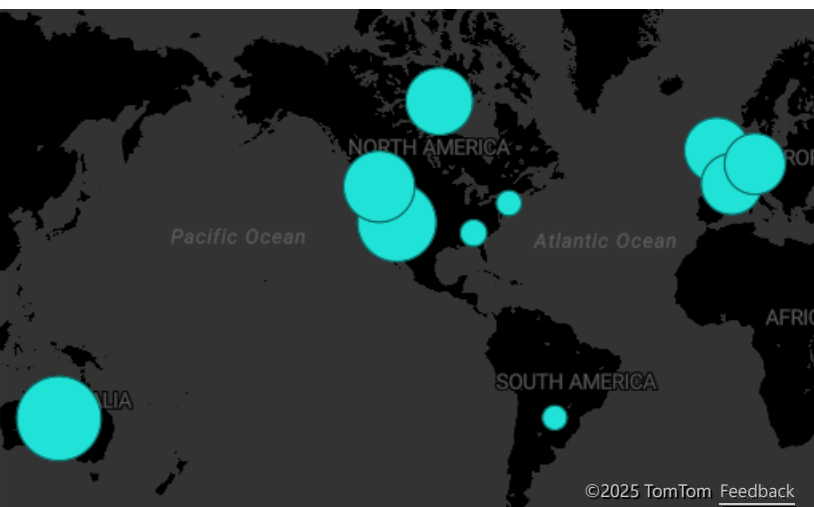 NORTH AMERICA
Pacific Ocean
Atlantic Ocean
SOUTH AMERICA
©2025 TomTom Feedback